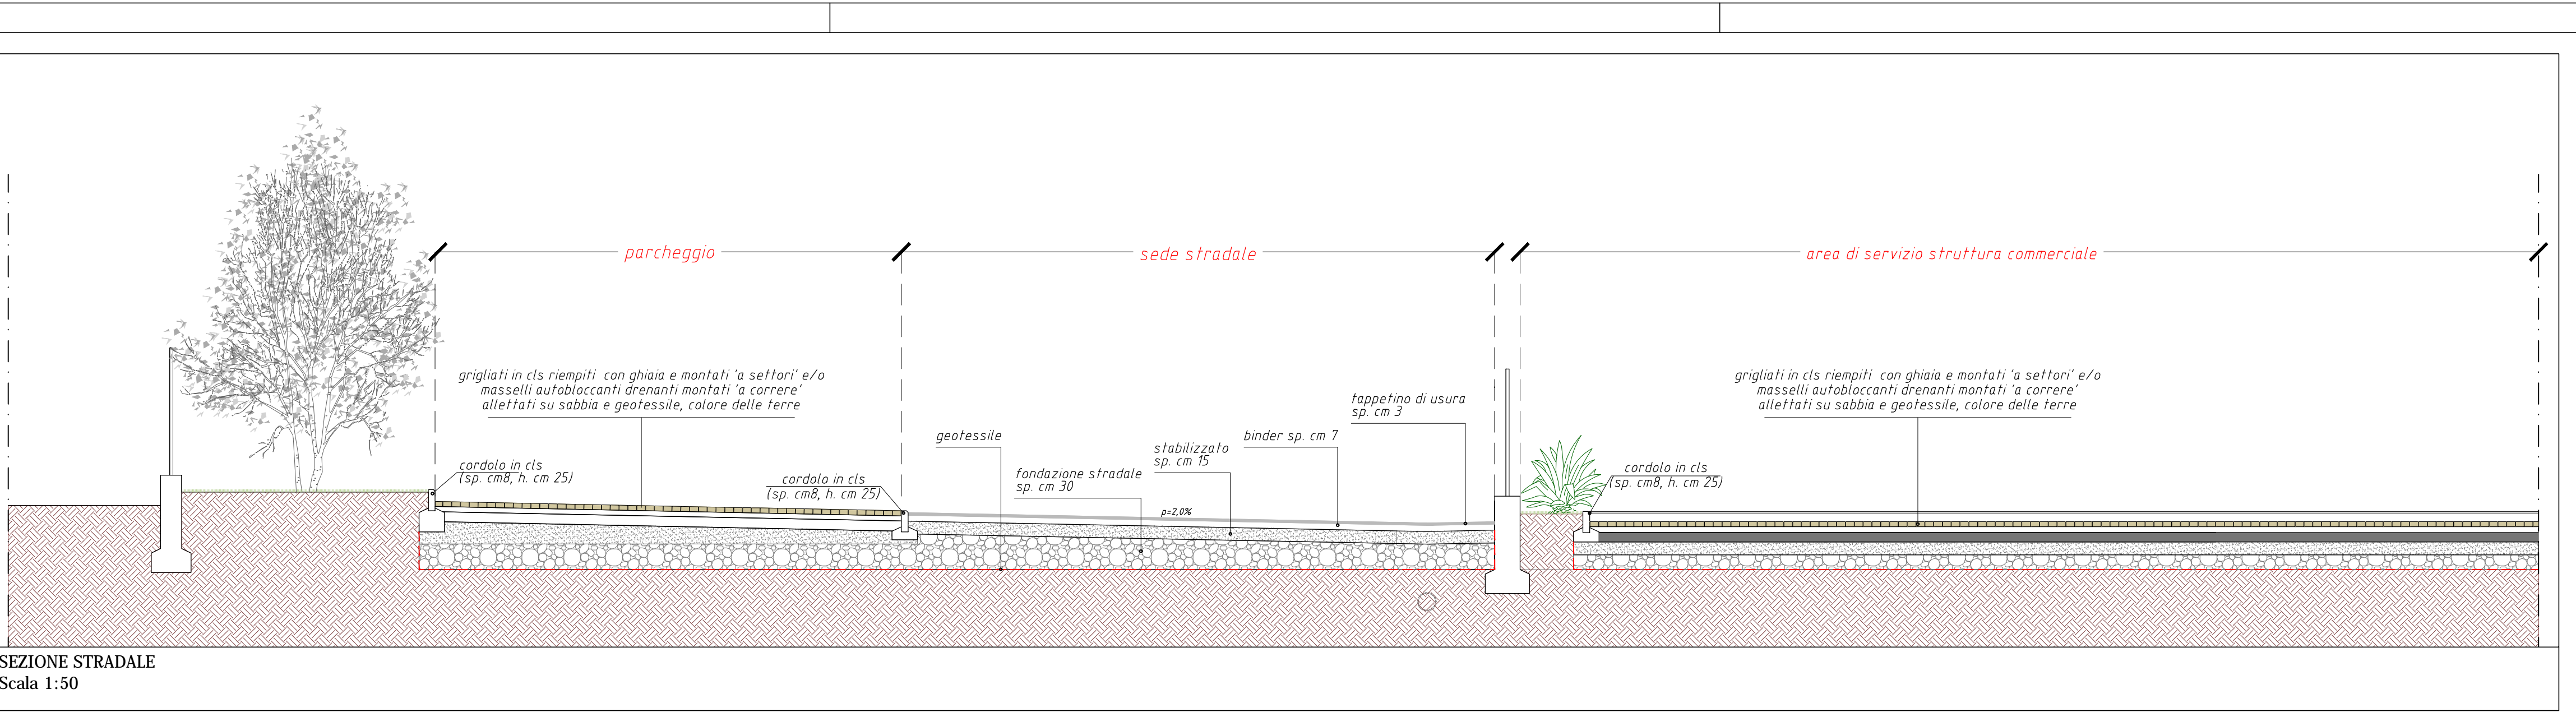 parcheggio
sede stradale
area di servizio struttura commerciale
grigliati in cls riempiti con ghiaia e montati 'a settori' e/o
masselli autobloccanti drenanti montati 'a correre'
allettati su sabbia e geotessile, colore delle terre
cordolo in cls
(sp. cm8, h. cm 25)
cordolo in cls
(sp. cm8, h. cm 25)
geotessile
fondazione stradale
sp. cm 30
stabilizzato
sp. cm 15
binder sp. cm 7
tappetino di usura
sp. cm 3
p=2,0%
grigliati in cls riempiti con ghiaia e montati 'a settori' e/o
masselli autobloccanti drenanti montati 'a correre'
allettati su sabbia e geotessile, colore delle terre
cordolo in cls
(sp. cm8, h. cm 25)
SEZIONE STRADALE
Scala 1:50